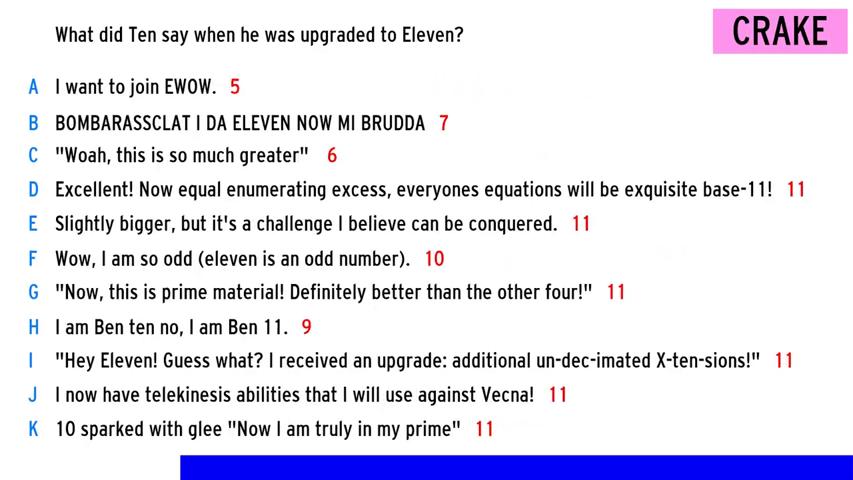 What did Ten say when he was upgraded to Eleven?
CRAKE
A I want to join EWOW. 5
B BOMBARASSCLAT I DA ELEVEN NOW MI BRUDDA 7
C "Woah, this is so much greater" 6
D Excellent! Now equal enumerating excess, everyones equations will be exquisite base-11! 11
E Slightly bigger, but it's a challenge I believe can be conquered. 11
F Wow, I am so odd (eleven is an odd number). 10
G "Now, this is prime material! Definitely better than the other four!" 11
H I am Ben ten no, I am Ben 11. 9
I "Hey Eleven! Guess what? I received an upgrade: additional un-dec-imated X-ten-sions!" 11
J I now have telekinesis abilities that I will use against Vecna! 11
K 10 sparked with glee "Now I am truly in my prime" 11